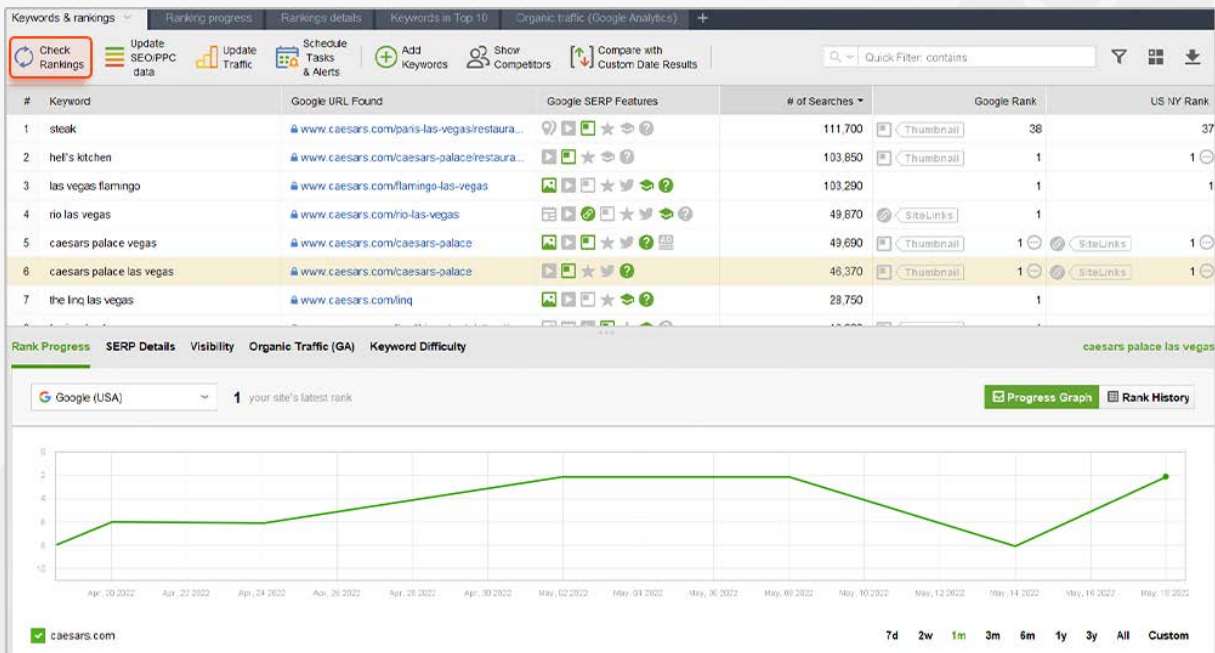 Keywords & rankings Ranking progress Rankings details Keywords in Top 10 Organic traffic (Google Analytics) +
Check Rankings Update SEO/PPC data Update Traffic Schedule Tasks & Alerts Add Keywords Show Competitors Compare with Custom Date Results Quick Filter: contains
# Keyword Google URL Found Google SERP Features # of Searches Google Rank US NY Rank
1 steak www.caesars.com/paris-las-vegas/restaura... 111,700 Thumbnail 38 37
2 hell's kitchen www.caesars.com/caesars-palace/restaura... 103,850 Thumbnail 1 1
3 las vegas flamingo www.caesars.com/flamingo-las-vegas 103,290 1 1
4 rio las vegas www.caesars.com/rio-las-vegas 49,870 SiteLinks 1
5 caesars palace vegas www.caesars.com/caesars-palace AD 49,690 Thumbnail 1 SiteLinks 1
6 caesars palace las vegas www.caesars.com/caesars-palace 46,370 Thumbnail 1 SiteLinks 1
7 the linq las vegas www.caesars.com/linq 28,750 1
Rank Progress SERP Details Visibility Organic Traffic (GA) Keyword Difficulty caesars palace las vegas
Google (USA) 1 your site's latest rank Progress Graph Rank History
0
2
4
6
8
10
Apr, 20 2022 Apr, 22 2022 Apr, 24 2022 Apr, 26 2022 Apr, 28 2022 Apr, 30 2022 May, 02 2022 May, 04 2022 May, 06 2022 May, 08 2022 May, 10 2022 May, 12 2022 May, 14 2022 May, 16 2022 May, 18 2022
caesars.com 7d 2w 1m 3m 6m 1y 3y All Custom